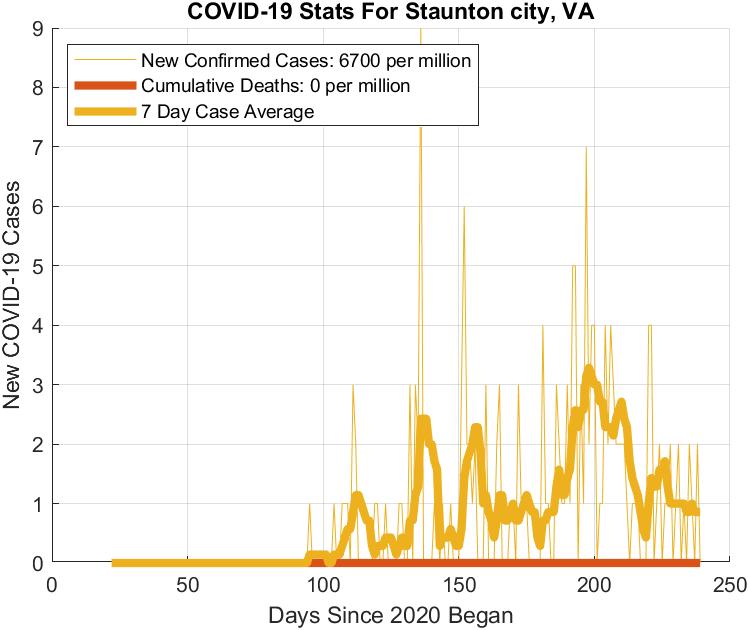 COVID-19 Stats For Staunton city, VA
New Confirmed Cases: 6700 per million
Cumulative Deaths: 0 per million
7 Day Case Average
New COVID-19 Cases
9
8
7
6
5
4
3
2
1
0
0 50 100 150 200 250
Days Since 2020 Began